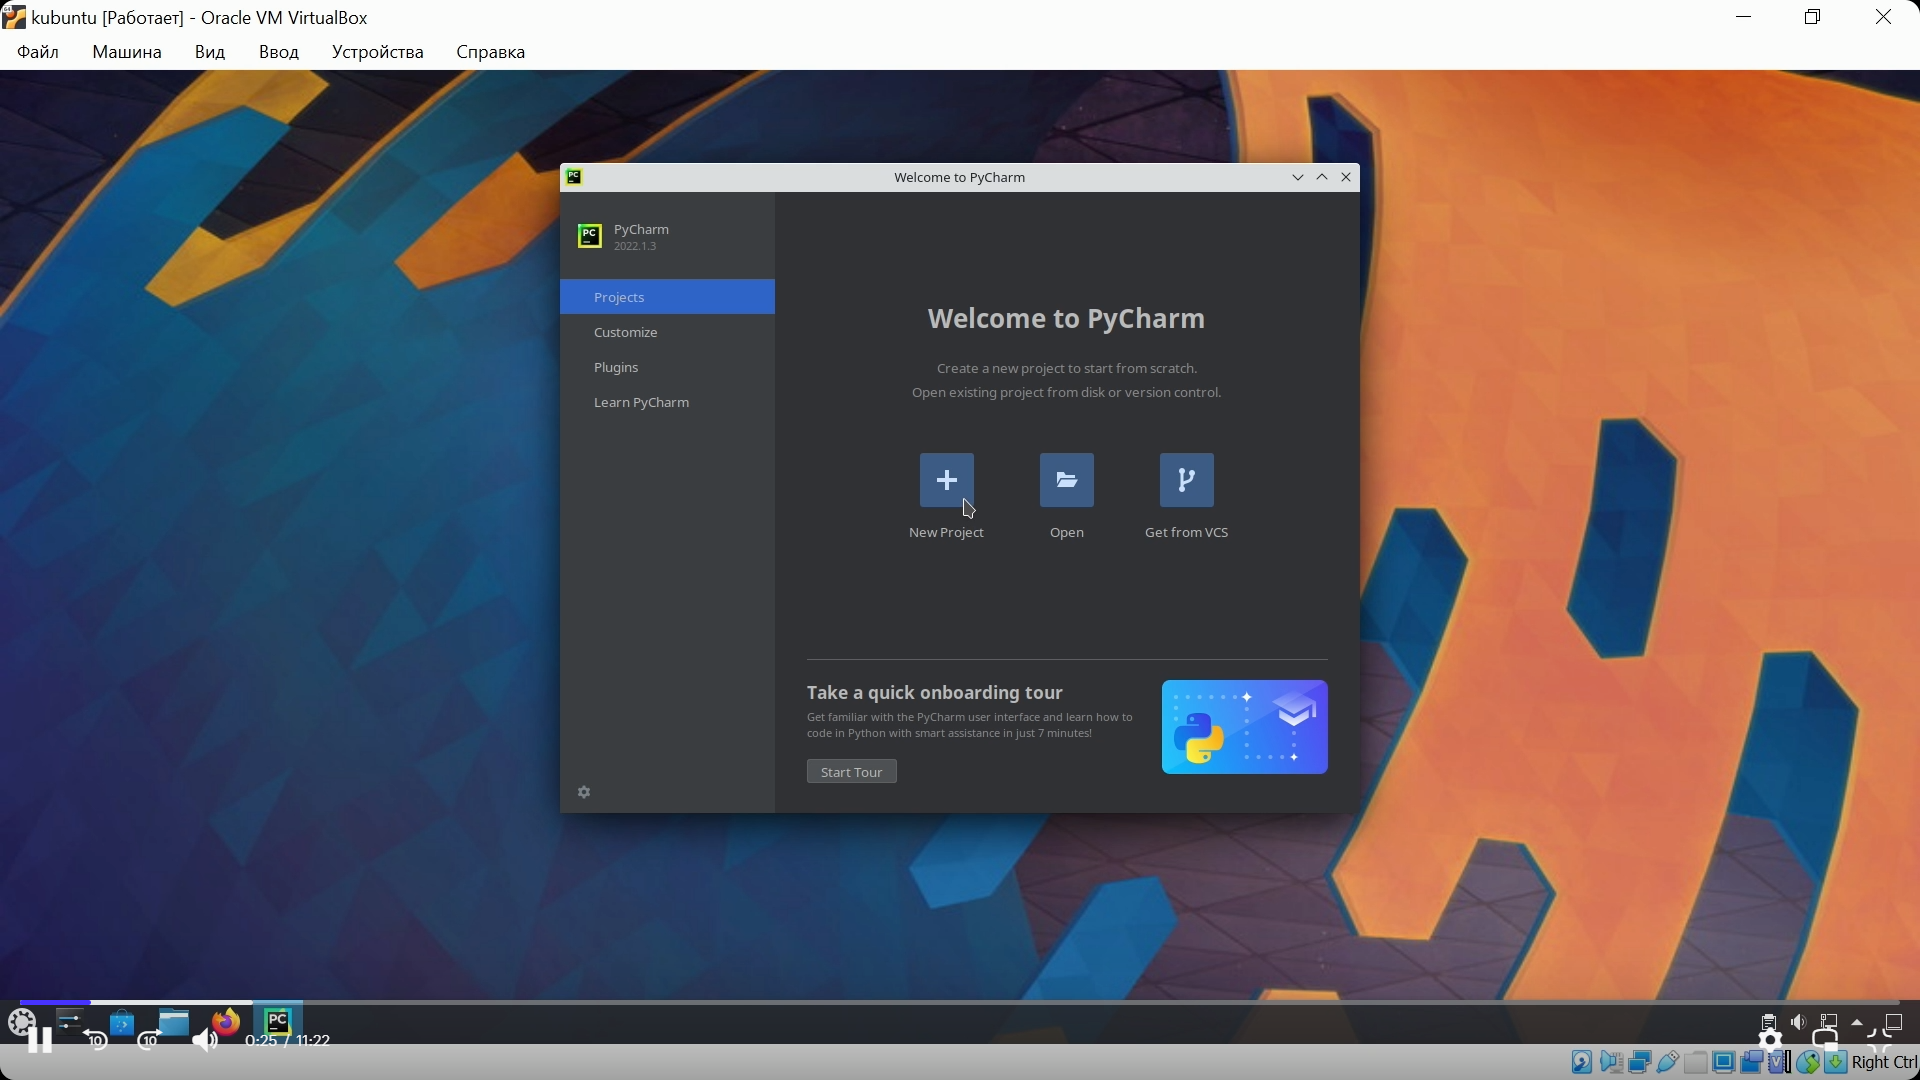 kubuntu [Работает] - Oracle VM VirtualBox
Файл Машина Вид Ввод Устройства Справка
Welcome to PyCharm
PyCharm
2022.1.3
Projects
Customize
Plugins
Learn PyCharm
Welcome to PyCharm
Create a new project to start from scratch.
Open existing project from disk or version control.
New Project Open Get from VCS
Take a quick onboarding tour
Get familiar with the PyCharm user interface and learn how to
code in Python with smart assistance in just 7 minutes!
Start Tour
PC
10 10 0:25 / 11:22
Right Ctrl